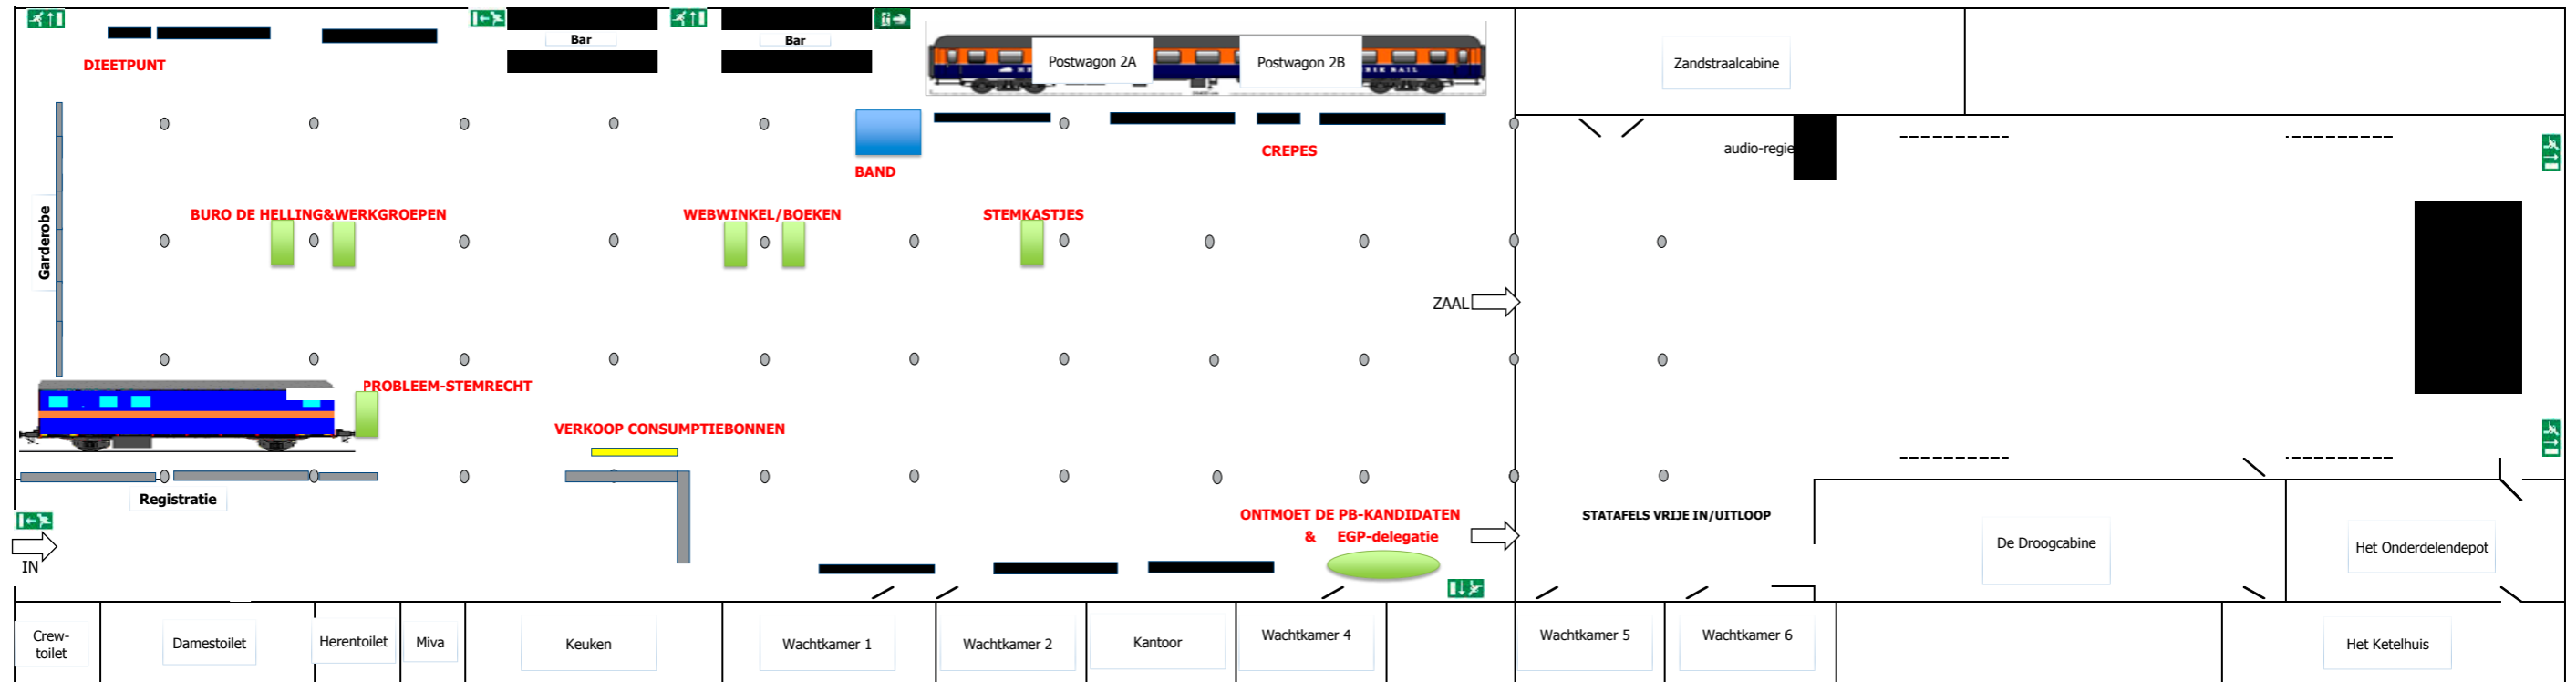 Bar
Bar
DIEETPUNT
Postwagon 2A
Postwagon 2B
Zandstraalcabine
audio-regie
CREPES
BAND
Garderobe
BURO DE HELLING&WERKGROEPEN
WEBWINKEL/BOEKEN
STEMKASTJES
ZAAL
PROBLEEM-STEMRECHT
VERKOOP CONSUMPTIEBONNEN
Registratie
ONTMOET DE PB-KANDIDATEN
& EGP-delegatie
STATAFELS VRIJE IN/UITLOOP
De Droogcabine
Het Onderdelendepot
IN
Crew-
toilet
Damestoilet
Herentoilet
Miva
Keuken
Wachtkamer 1
Wachtkamer 2
Kantoor
Wachtkamer 4
Wachtkamer 5
Wachtkamer 6
Het Ketelhuis